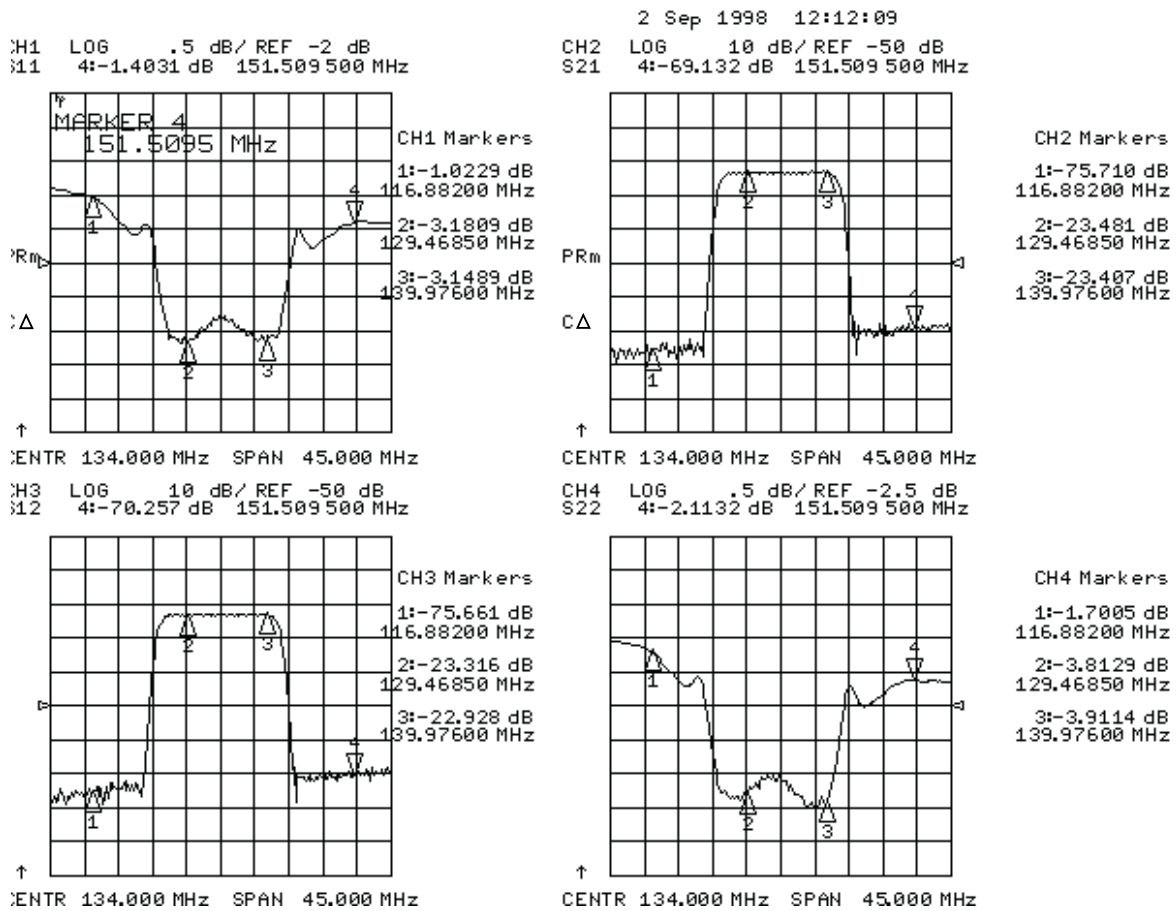 2 Sep 1998 12:12:09
CH1 LOG .5 dB/ REF -2 dB
S11 4:-1.4031 dB 151.509 500 MHz
hp
MARKER 4
151.5095 MHz
CH1 Markers
1:-1.0229 dB
116.88200 MHz
2:-3.1809 dB
129.46850 MHz
3:-3.1489 dB
139.97600 MHz
PRm
C Δ
1
2
3
4
↑
CENTR 134.000 MHz SPAN 45.000 MHz
CH2 LOG 10 dB/ REF -50 dB
S21 4:-69.132 dB 151.509 500 MHz
CH2 Markers
1:-75.710 dB
116.88200 MHz
2:-23.481 dB
129.46850 MHz
3:-23.407 dB
139.97600 MHz
PRm
C Δ
1
2
3
4
↑
CENTR 134.000 MHz SPAN 45.000 MHz
CH3 LOG 10 dB/ REF -50 dB
S12 4:-70.257 dB 151.509 500 MHz
CH3 Markers
1:-75.661 dB
116.88200 MHz
2:-23.316 dB
129.46850 MHz
3:-22.928 dB
139.97600 MHz
1
2
3
4
↑
CENTR 134.000 MHz SPAN 45.000 MHz
CH4 LOG .5 dB/ REF -2.5 dB
S22 4:-2.1132 dB 151.509 500 MHz
CH4 Markers
1:-1.7005 dB
116.88200 MHz
2:-3.8129 dB
129.46850 MHz
3:-3.9114 dB
139.97600 MHz
1
2
3
4
↑
CENTR 134.000 MHz SPAN 45.000 MHz